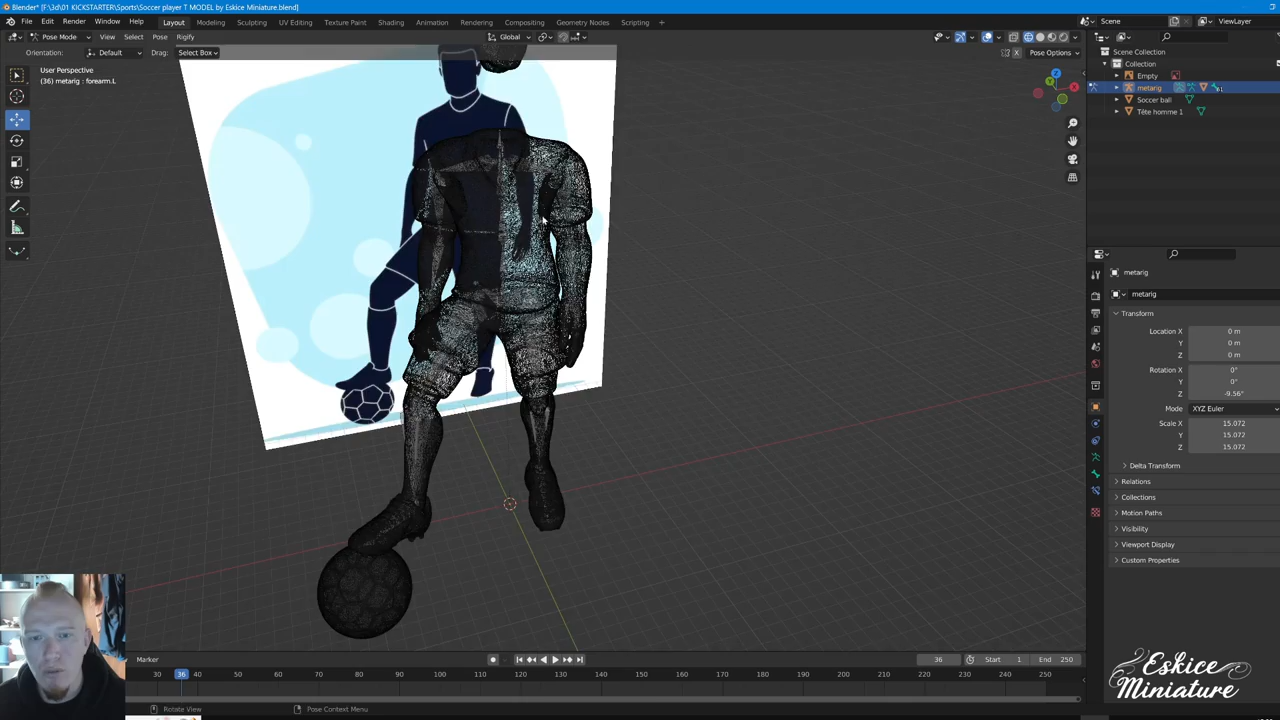 Blender* [F:\3d\01 KICKSTARTER\Sports\Soccer player T MODEL by Eskice Miniature.blend]
File Edit Render Window Help
Layout Modeling Sculpting UV Editing Texture Paint Shading Animation Rendering Compositing Geometry Nodes Scripting +
Scene ViewLayer
Pose Mode View Select Pose Rigify
Global
Orientation: Default Drag: Select Box
Pose Options
User Perspective
(36) metarig : forearm.L
Scene Collection
Collection
Empty
metarig
Soccer ball
Tête homme 1
metarig
metarig
Transform
Location X 0 m
Y 0 m
Z 0 m
Rotation X 0°
Y 0°
Z -9.56°
Mode XYZ Euler
Scale X 15.072
Y 15.072
Z 15.072
Delta Transform
Relations
Collections
Motion Paths
Visibility
Viewport Display
Custom Properties
Marker
36 Start 1 End 250
30 36 40 50 60 70 80 90 100 110 120 130 140 150 160 170 180 190 200 210 220 230 240 250
Rotate View Pose Context Menu
Eskice
Miniature